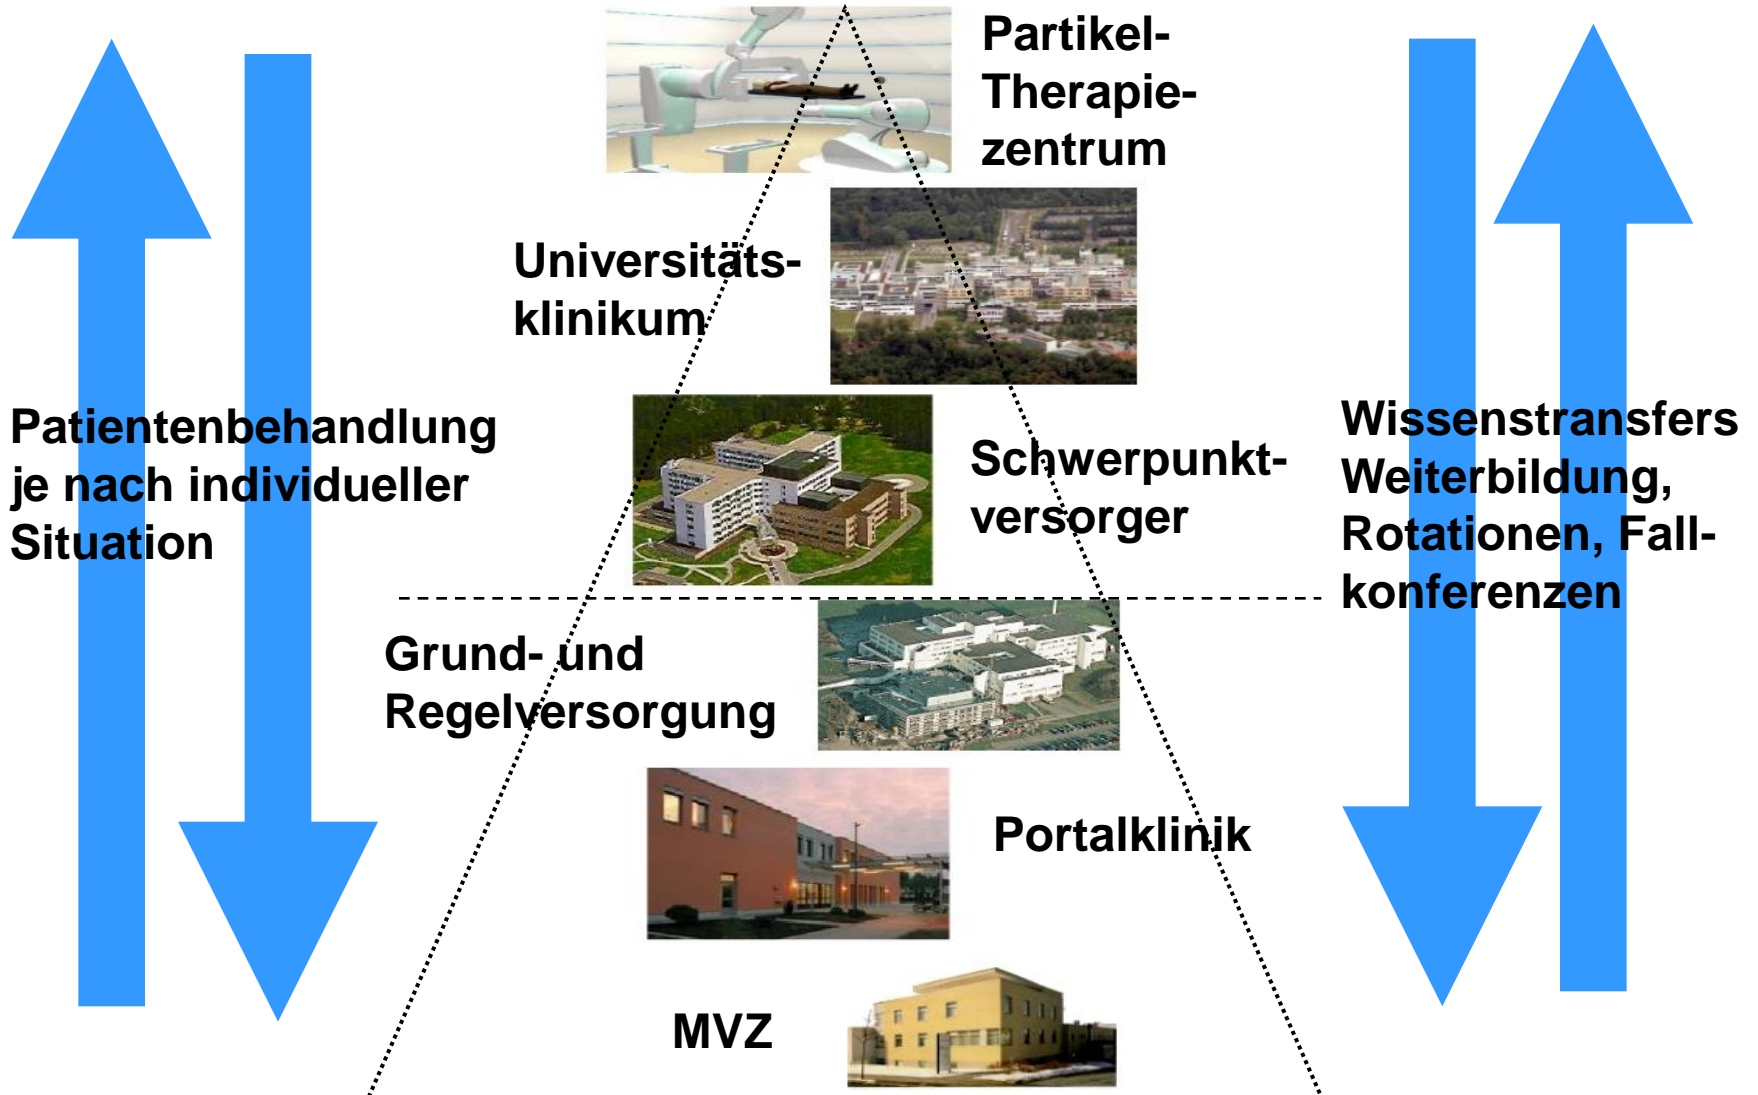 Partikel-
Therapie-
zentrum
Universitäts-
klinikum
Patientenbehandlung
je nach individueller
Situation
Schwerpunkt-
versorger
Wissenstransfers
Weiterbildung,
Rotationen, Fall-
konferenzen
Grund- und
Regelversorgung
Portalklinik
MVZ